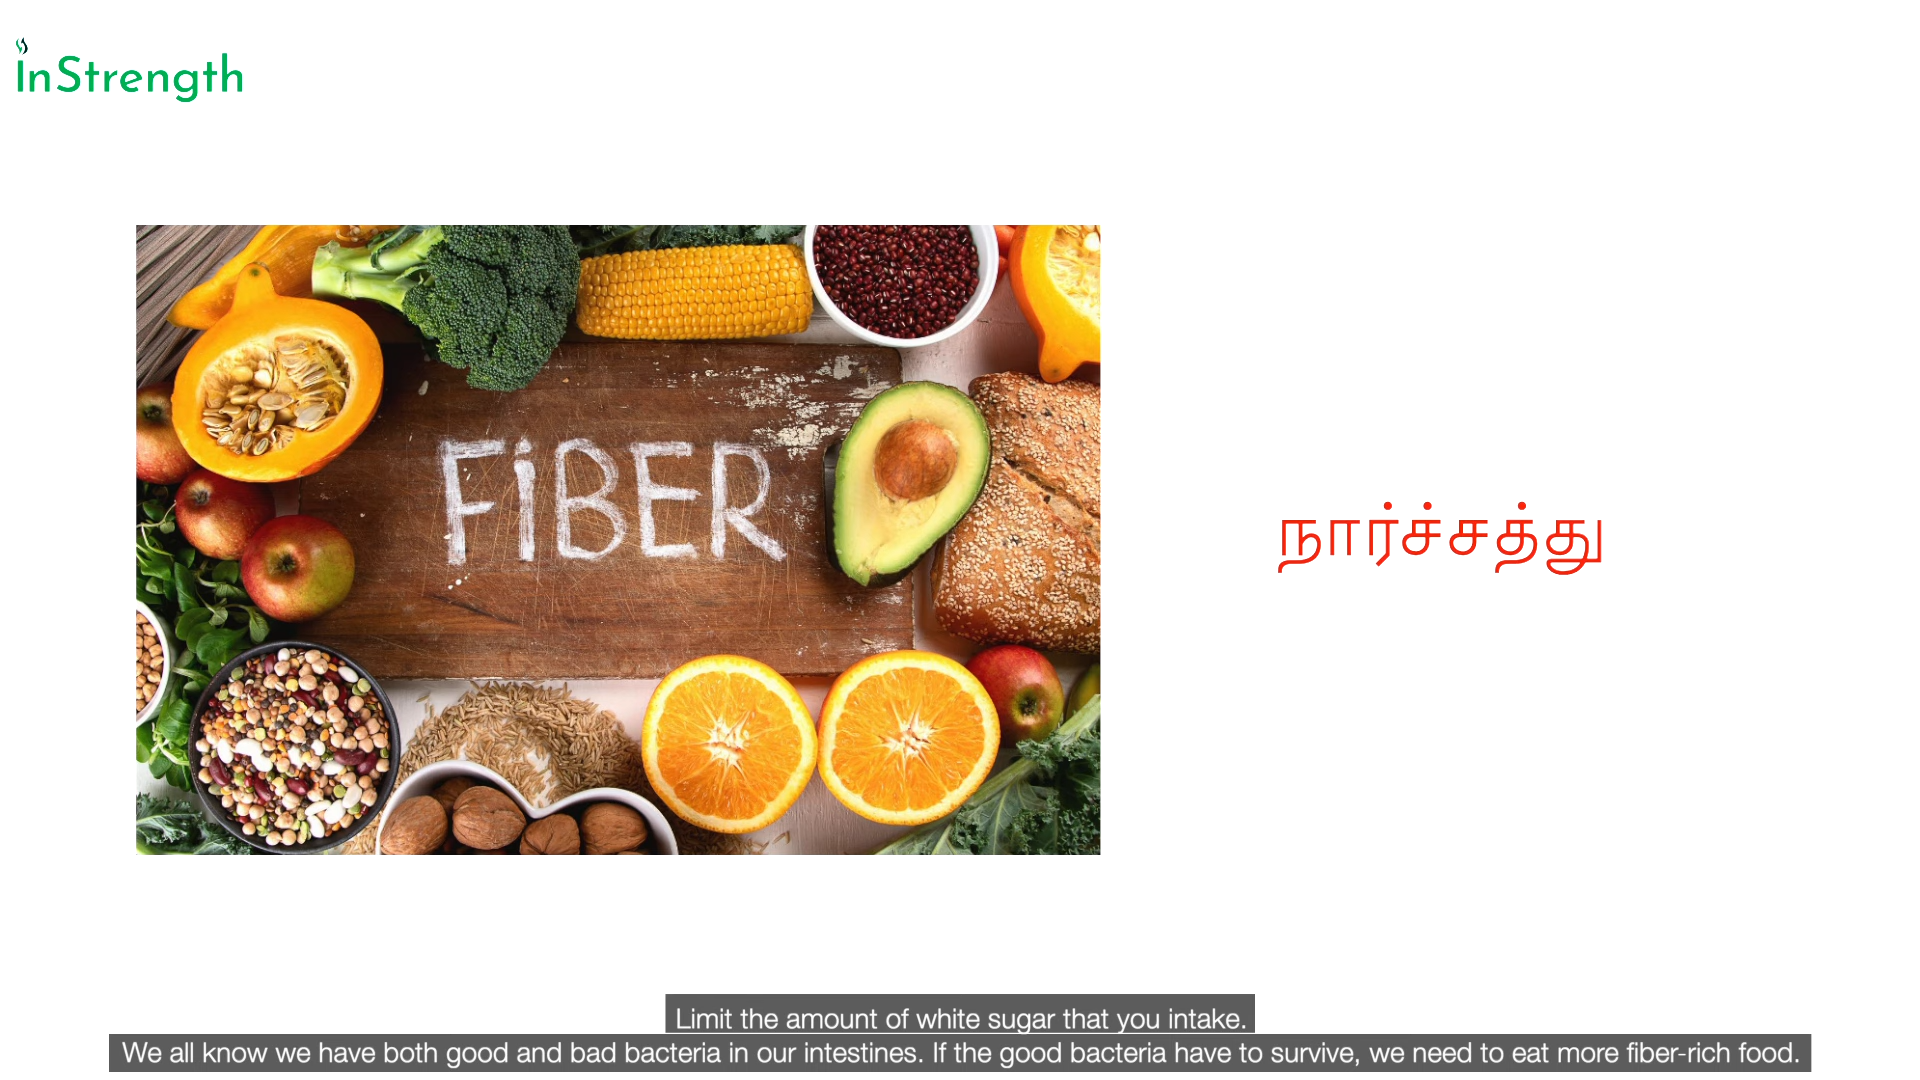 InStrength
FiBER
நார்ச்சத்து
Limit the amount of white sugar that you intake.
We all know we have both good and bad bacteria in our intestines. If the good bacteria have to survive, we need to eat more fiber-rich food.